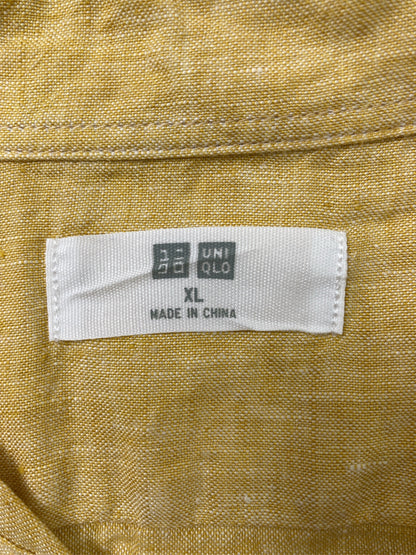 ユニ UNI
クロ QLO
XL
MADE IN CHINA